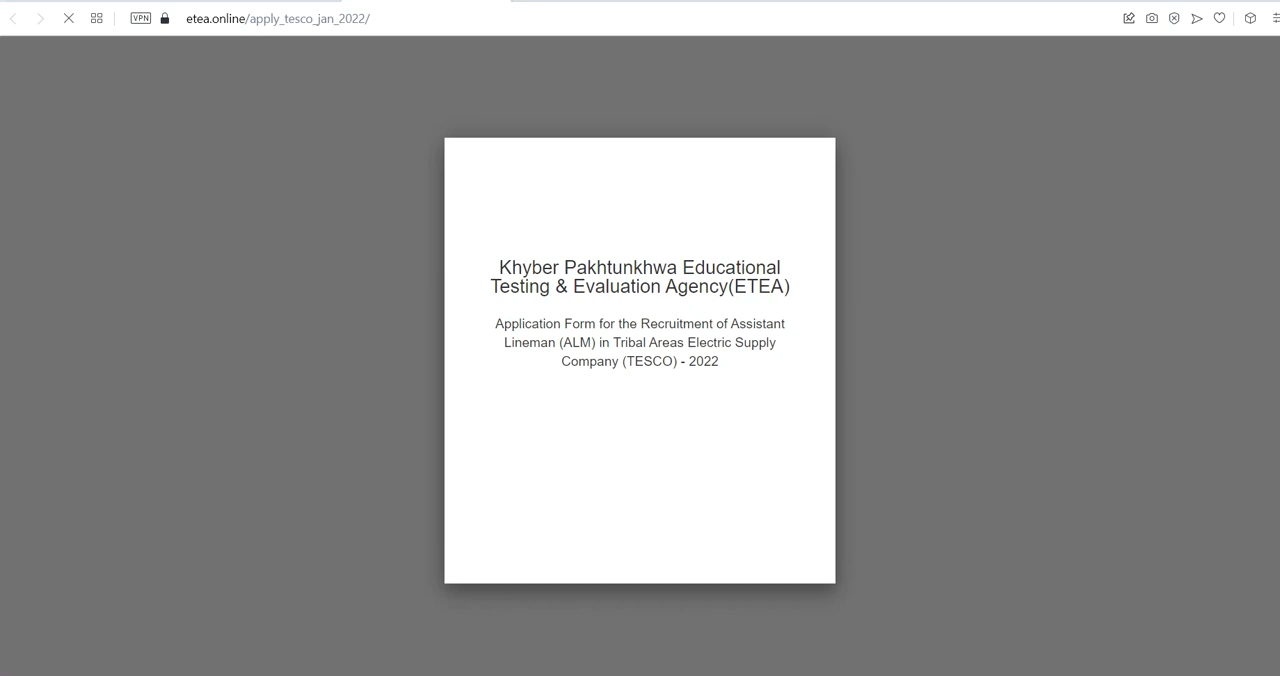 VPN
etea.online/apply_tesco_jan_2022/
Khyber Pakhtunkhwa Educational
Testing & Evaluation Agency(ETEA)
Application Form for the Recruitment of Assistant
Lineman (ALM) in Tribal Areas Electric Supply
Company (TESCO) - 2022